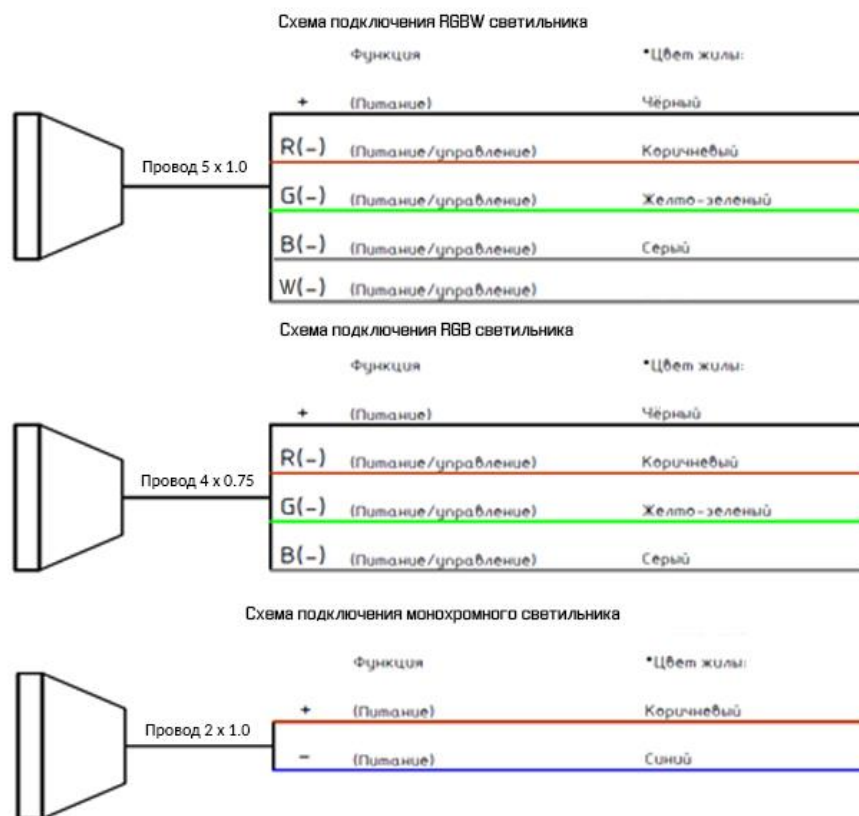 Схема подключения RGBW светильника
Функция *Цвет жилы:
+ (Питание) Чёрный
R(-) (Питание/управление) Коричневый
Провод 5 x 1.0
G(-) (Питание/управление) Желто-зеленый
B(-) (Питание/управление) Серый
W(-) (Питание/управление)
Схема подключения RGB светильника
Функция *Цвет жилы:
+ (Питание) Чёрный
R(-) (Питание/управление) Коричневый
Провод 4 x 0.75
G(-) (Питание/управление) Желто-зеленый
B(-) (Питание/управление) Серый
Схема подключения монохромного светильника
Функция *Цвет жилы:
+ (Питание) Коричневый
Провод 2 x 1.0
- (Питание) Синий